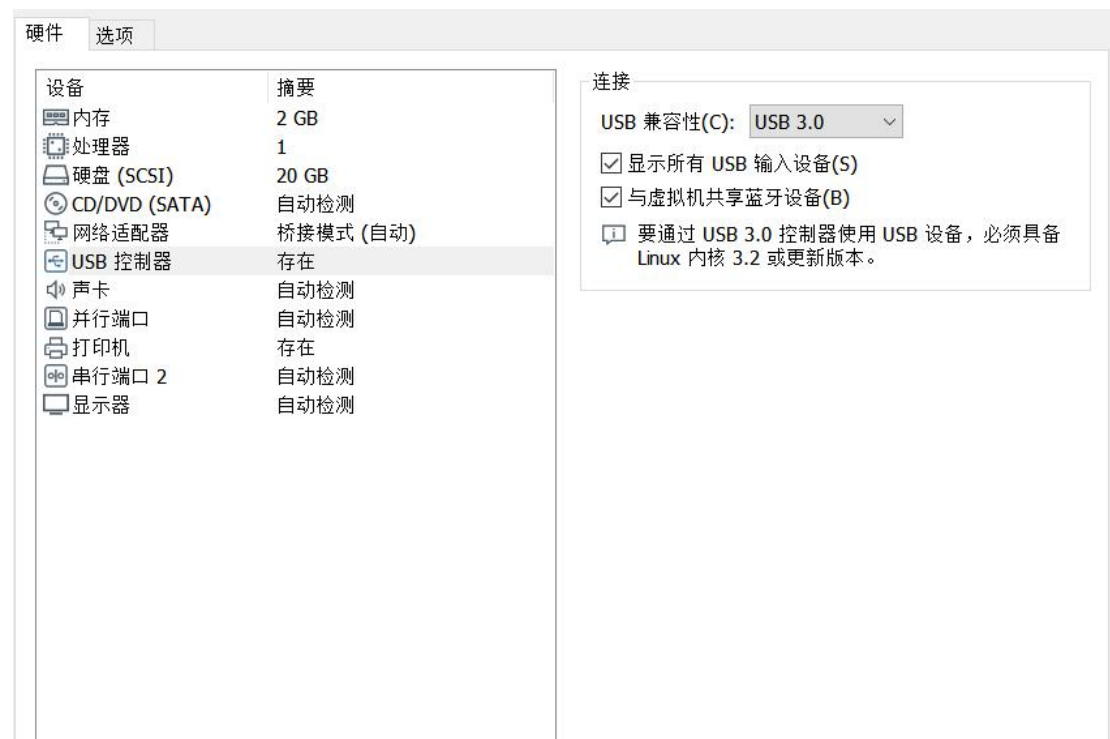 硬件 选项
设备 摘要
内存 2 GB
处理器 1
硬盘 (SCSI) 20 GB
CD/DVD (SATA) 自动检测
网络适配器 桥接模式 (自动)
USB 控制器 存在
声卡 自动检测
并行端口 自动检测
打印机 存在
串行端口 2 自动检测
显示器 自动检测
连接
USB 兼容性(C): USB 3.0
显示所有 USB 输入设备(S)
与虚拟机共享蓝牙设备(B)
要通过 USB 3.0 控制器使用 USB 设备，必须具备
Linux 内核 3.2 或更新版本。